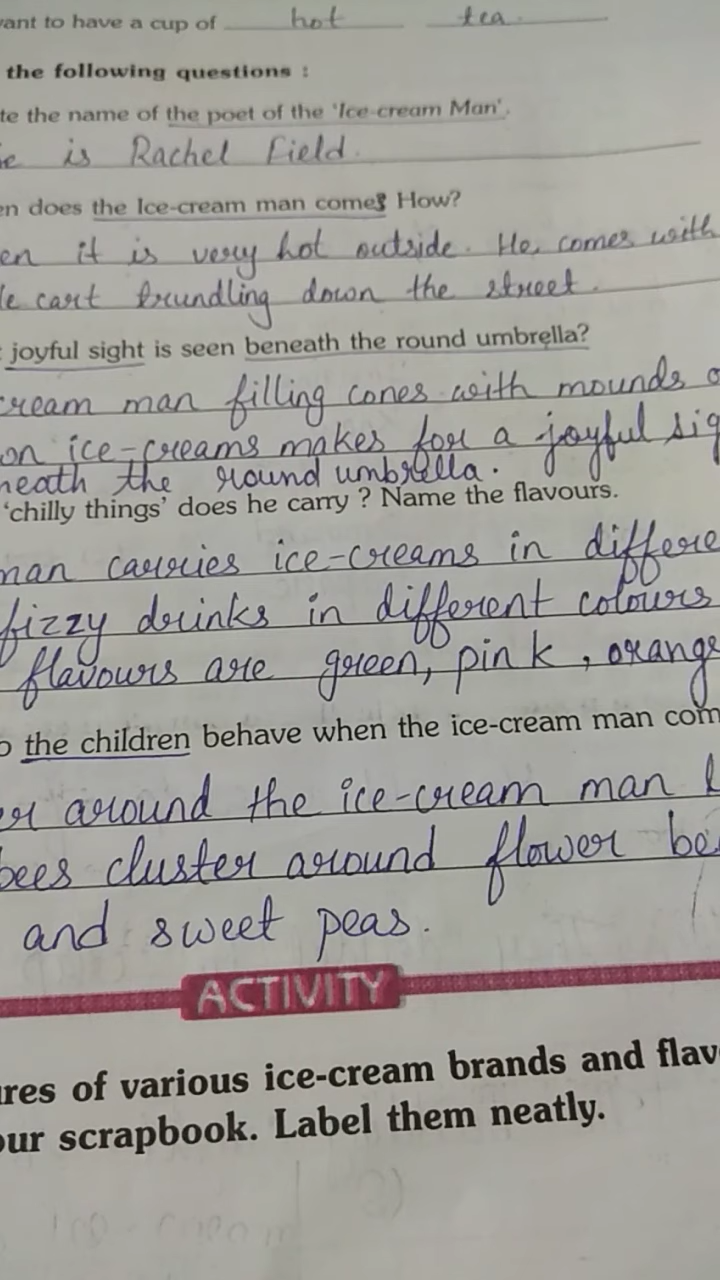 ant to have a cup of hot tea.
the following questions :
te the name of the poet of the 'Ice-cream Man'.
e is Rachel Field.
en does the Ice-cream man come? How?
en it is very hot outside. He comes with
le cart trundling down the street.
joyful sight is seen beneath the round umbrella?
cream man filling cones with mounds o
on ice-creams makes for a joyful sig
neath the round umbrella.
'chilly things' does he carry ? Name the flavours.
man carries ice-creams in differe
fizzy drinks in different colours
flavours are green, pink, orange
o the children behave when the ice-cream man com
er around the ice-cream man l
bees cluster around flower be
and sweet peas.
ACTIVITY
ures of various ice-cream brands and flav
our scrapbook. Label them neatly.